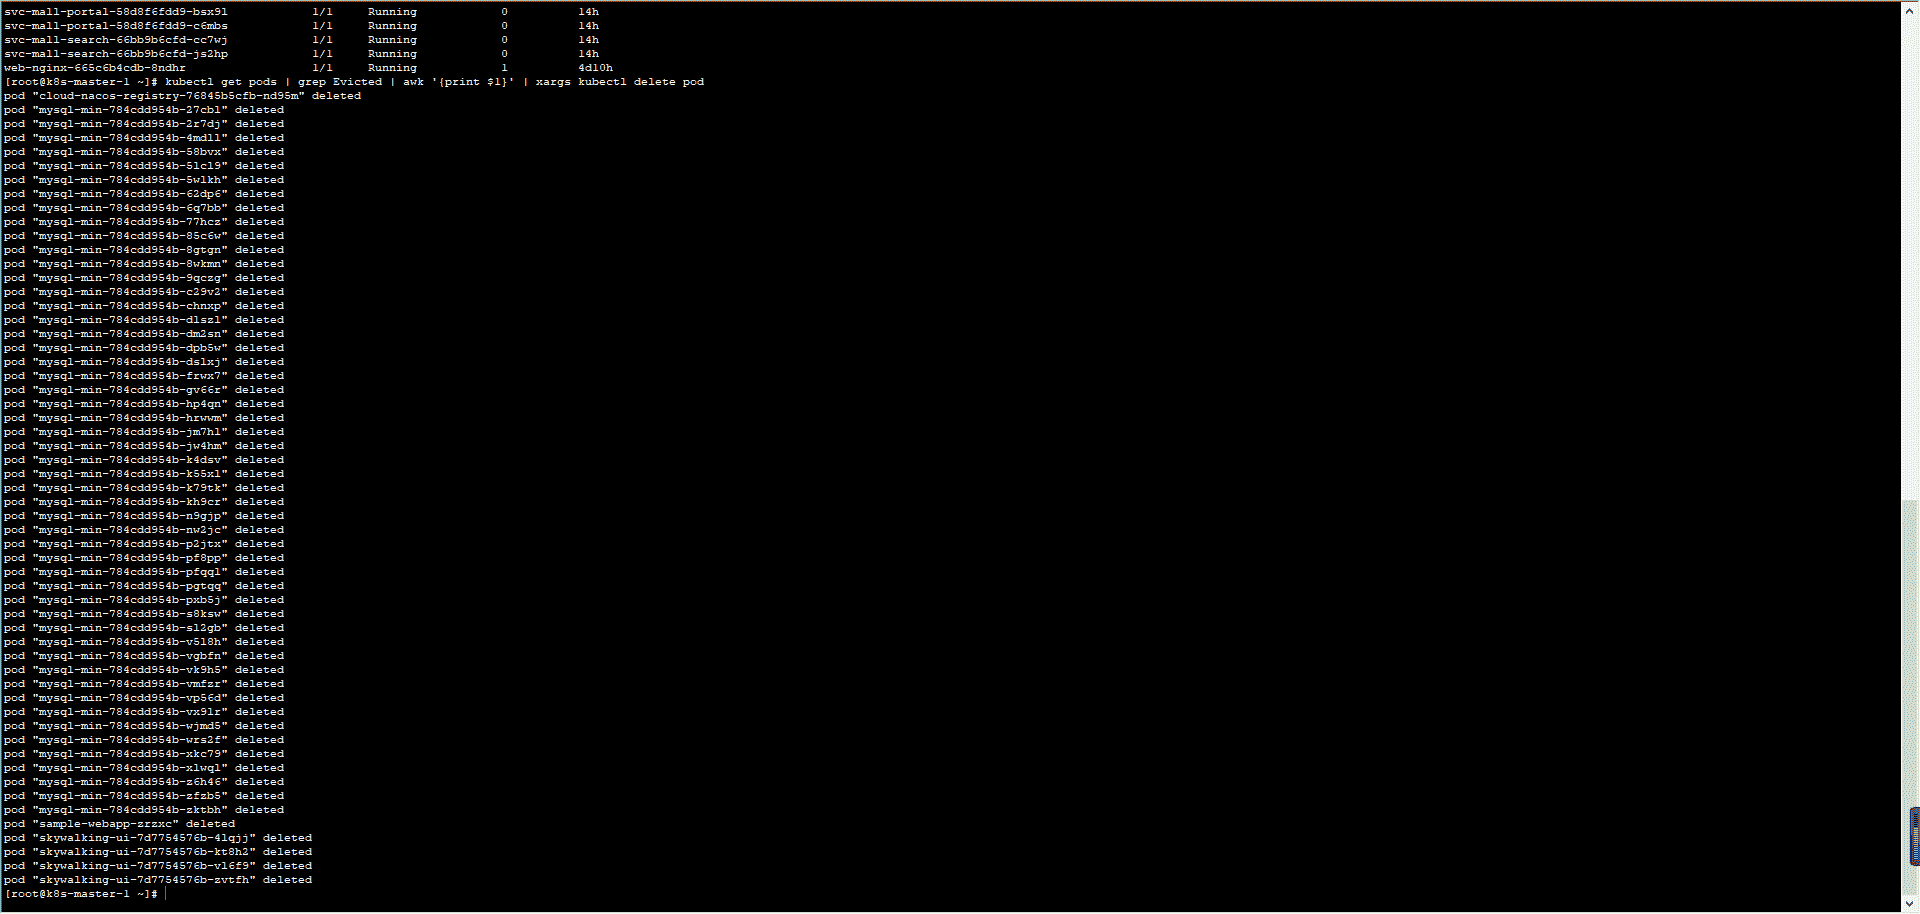 svc-mall-portal-58d8f6fdd9-bsx9l 1/1 Running 0 14h
svc-mall-portal-58d8f6fdd9-c6mbs 1/1 Running 0 14h
svc-mall-search-66bb9b6cfd-cc7wj 1/1 Running 0 14h
svc-mall-search-66bb9b6cfd-js2hp 1/1 Running 0 14h
web-nginx-665c6b4cdb-8ndhr 1/1 Running 1 4d10h
[root@k8s-master-1 ~]# kubectl get pods | grep Evicted | awk '{print $1}' | xargs kubectl delete pod
pod "cloud-nacos-registry-76845b5cfb-nd95m" deleted
pod "mysql-min-784cdd954b-27cbl" deleted
pod "mysql-min-784cdd954b-2r7dj" deleted
pod "mysql-min-784cdd954b-4mdll" deleted
pod "mysql-min-784cdd954b-58bvx" deleted
pod "mysql-min-784cdd954b-5lcl9" deleted
pod "mysql-min-784cdd954b-5wlkh" deleted
pod "mysql-min-784cdd954b-62dp6" deleted
pod "mysql-min-784cdd954b-6q7bb" deleted
pod "mysql-min-784cdd954b-77hcz" deleted
pod "mysql-min-784cdd954b-85c6w" deleted
pod "mysql-min-784cdd954b-8gtgn" deleted
pod "mysql-min-784cdd954b-8wkmn" deleted
pod "mysql-min-784cdd954b-9qczg" deleted
pod "mysql-min-784cdd954b-c29v2" deleted
pod "mysql-min-784cdd954b-chnxp" deleted
pod "mysql-min-784cdd954b-dlszl" deleted
pod "mysql-min-784cdd954b-dm2sn" deleted
pod "mysql-min-784cdd954b-dpb5w" deleted
pod "mysql-min-784cdd954b-dslxj" deleted
pod "mysql-min-784cdd954b-frwx7" deleted
pod "mysql-min-784cdd954b-gv66r" deleted
pod "mysql-min-784cdd954b-hp4qn" deleted
pod "mysql-min-784cdd954b-hrwwm" deleted
pod "mysql-min-784cdd954b-jm7hl" deleted
pod "mysql-min-784cdd954b-jw4hm" deleted
pod "mysql-min-784cdd954b-k4dsv" deleted
pod "mysql-min-784cdd954b-k55xl" deleted
pod "mysql-min-784cdd954b-k79tk" deleted
pod "mysql-min-784cdd954b-kh9cr" deleted
pod "mysql-min-784cdd954b-n9gjp" deleted
pod "mysql-min-784cdd954b-nw2jc" deleted
pod "mysql-min-784cdd954b-p2jtx" deleted
pod "mysql-min-784cdd954b-pf8pp" deleted
pod "mysql-min-784cdd954b-pfqql" deleted
pod "mysql-min-784cdd954b-pgtqq" deleted
pod "mysql-min-784cdd954b-pxb5j" deleted
pod "mysql-min-784cdd954b-s8ksw" deleted
pod "mysql-min-784cdd954b-sl2gb" deleted
pod "mysql-min-784cdd954b-v5l8h" deleted
pod "mysql-min-784cdd954b-vgbfn" deleted
pod "mysql-min-784cdd954b-vk9h5" deleted
pod "mysql-min-784cdd954b-vmfzr" deleted
pod "mysql-min-784cdd954b-vp56d" deleted
pod "mysql-min-784cdd954b-vx9lr" deleted
pod "mysql-min-784cdd954b-wjmd5" deleted
pod "mysql-min-784cdd954b-wrs2f" deleted
pod "mysql-min-784cdd954b-xkc79" deleted
pod "mysql-min-784cdd954b-xlwql" deleted
pod "mysql-min-784cdd954b-z6h46" deleted
pod "mysql-min-784cdd954b-zfzb5" deleted
pod "mysql-min-784cdd954b-zktbh" deleted
pod "sample-webapp-zrzxc" deleted
pod "skywalking-ui-7d7754576b-4lqjj" deleted
pod "skywalking-ui-7d7754576b-kt8h2" deleted
pod "skywalking-ui-7d7754576b-vl6f9" deleted
pod "skywalking-ui-7d7754576b-zvtfh" deleted
[root@k8s-master-1 ~]#